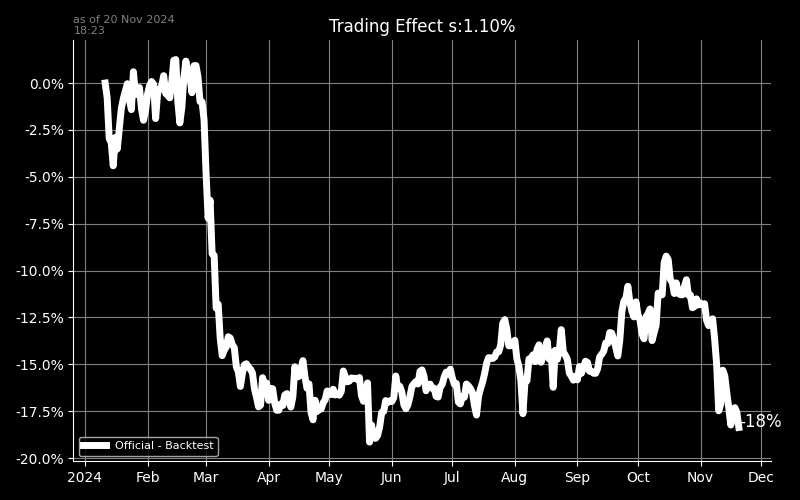 as of 20 Nov 2024
18:23
Trading Effect s:1.10%
0.0%
-2.5%
-5.0%
-7.5%
-10.0%
-12.5%
-15.0%
-17.5%
-20.0%
-18%
Official - Backtest
2024 Feb Mar Apr May Jun Jul Aug Sep Oct Nov Dec